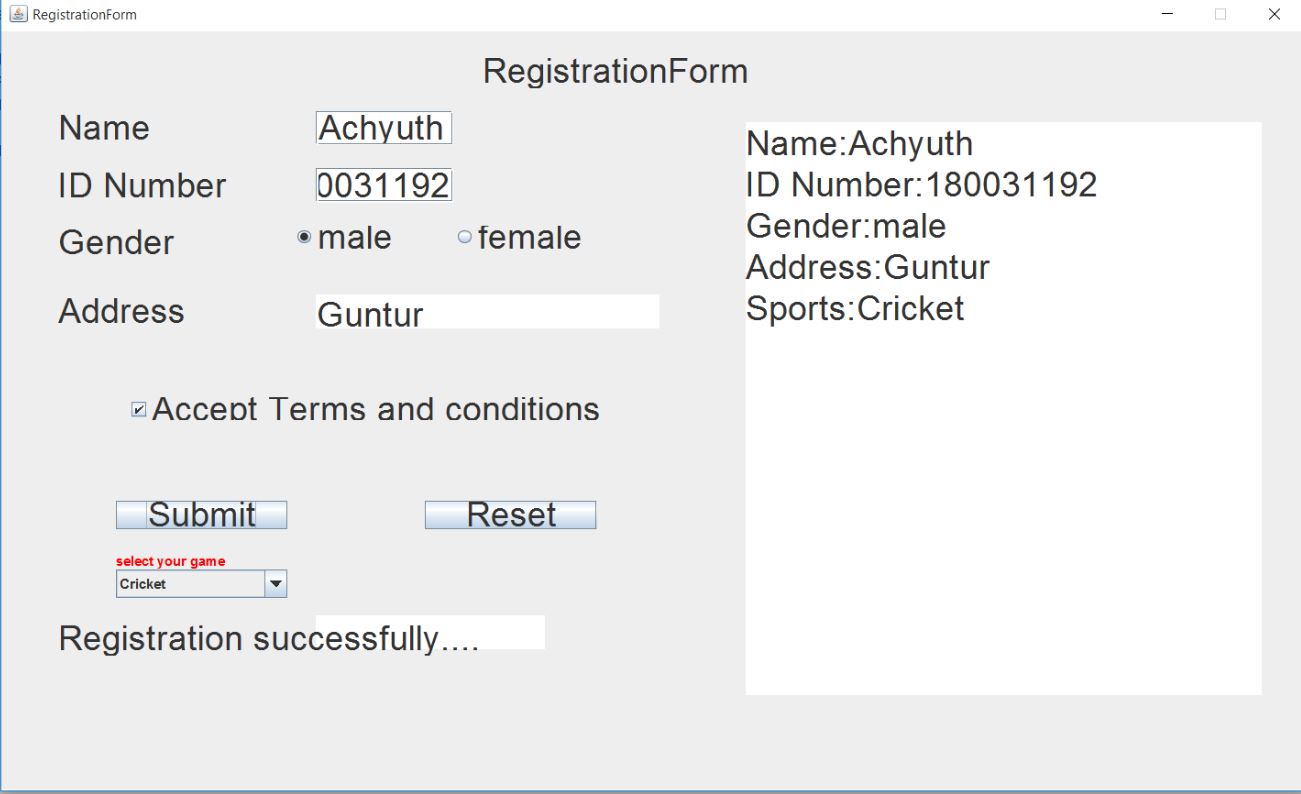 RegistrationForm
RegistrationForm
Name Achyuth
ID Number 0031192
Gender male female
Address Guntur
Accept Terms and conditions
Submit Reset
select your game
Cricket
Registration successfully....
Name:Achyuth
ID Number:180031192
Gender:male
Address:Guntur
Sports:Cricket